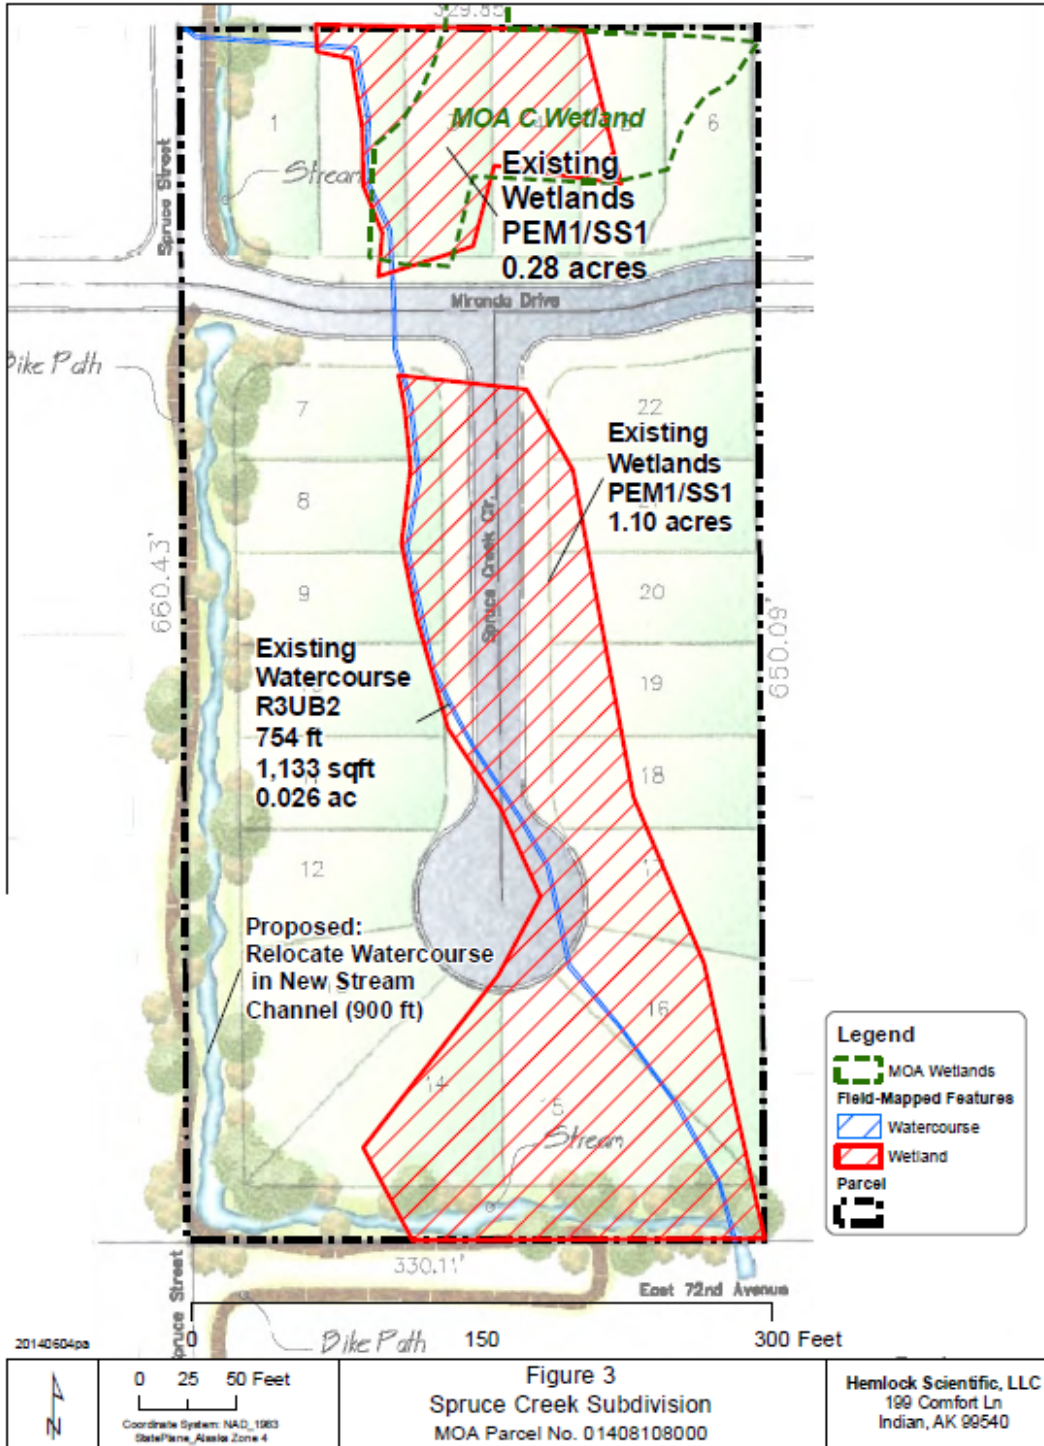 329.85
MOA C Wetland
1
3
4
5
6
Existing
Wetlands
PEM1/SS1
0.28 acres
Stream
Spruce Street
Miranda Drive
Bike Path
7
22
Existing
Wetlands
PEM1/SS1
1.10 acres
8
Spruce Creek Cir.
9
20
660.43'
660.09'
Existing
Watercourse
R3UB2
754 ft
1,133 sqft
0.026 ac
19
18
12
17
Proposed:
Relocate Watercourse
in New Stream
Channel (900 ft)
16
14
15
Stream
Legend
MOA Wetlands
Field-Mapped Features
Watercourse
Wetland
Parcel
330.11'
East 72nd Avenue
Spruce Street
Bike Path
0 150 300 Feet
20140604pa
N
0 25 50 Feet
Coordinate System: NAD_1983
StatePlane_Alaska Zone 4
Figure 3
Spruce Creek Subdivision
MOA Parcel No. 01408108000
Hemlock Scientific, LLC
199 Comfort Ln
Indian, AK 99540